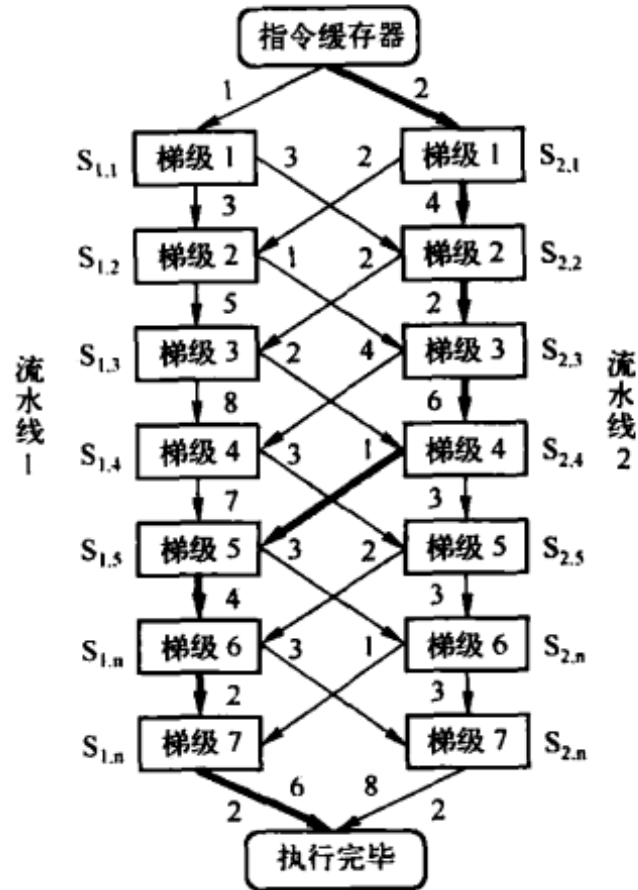 指令缓存器
1 2
S1,1 梯级 1 3 2 梯级 1 S2,1
3 4
S1,2 梯级 2 1 2 梯级 2 S2,2
5 2
S1,3 梯级 3 2 4 梯级 3 S2,3
流水线 1
流水线 2
8 6
S1,4 梯级 4 3 1 梯级 4 S2,4
7 3
S1,5 梯级 5 3 2 梯级 5 S2,5
4 3
S1,n 梯级 6 3 1 梯级 6 S2,n
2 3
S1,n 梯级 7 梯级 7 S2,n
6 8
2 2
执行完毕